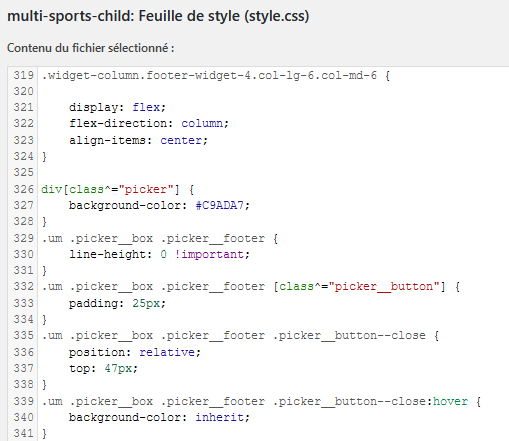 multi-sports-child: Feuille de style (style.css)
Contenu du fichier sélectionné :
319 .widget-column.footer-widget-4.col-lg-6.col-md-6 {
320
321     display: flex;
322     flex-direction: column;
323     align-items: center;
324 }
325
326 div[class^="picker"] {
327     background-color: #C9ADA7;
328 }
329 .um .picker__box .picker__footer {
330     line-height: 0 !important;
331 }
332 .um .picker__box .picker__footer [class^="picker__button"] {
333     padding: 25px;
334 }
335 .um .picker__box .picker__footer .picker__button--close {
336     position: relative;
337     top: 47px;
338 }
339 .um .picker__box .picker__footer .picker__button--close:hover {
340     background-color: inherit;
341 }